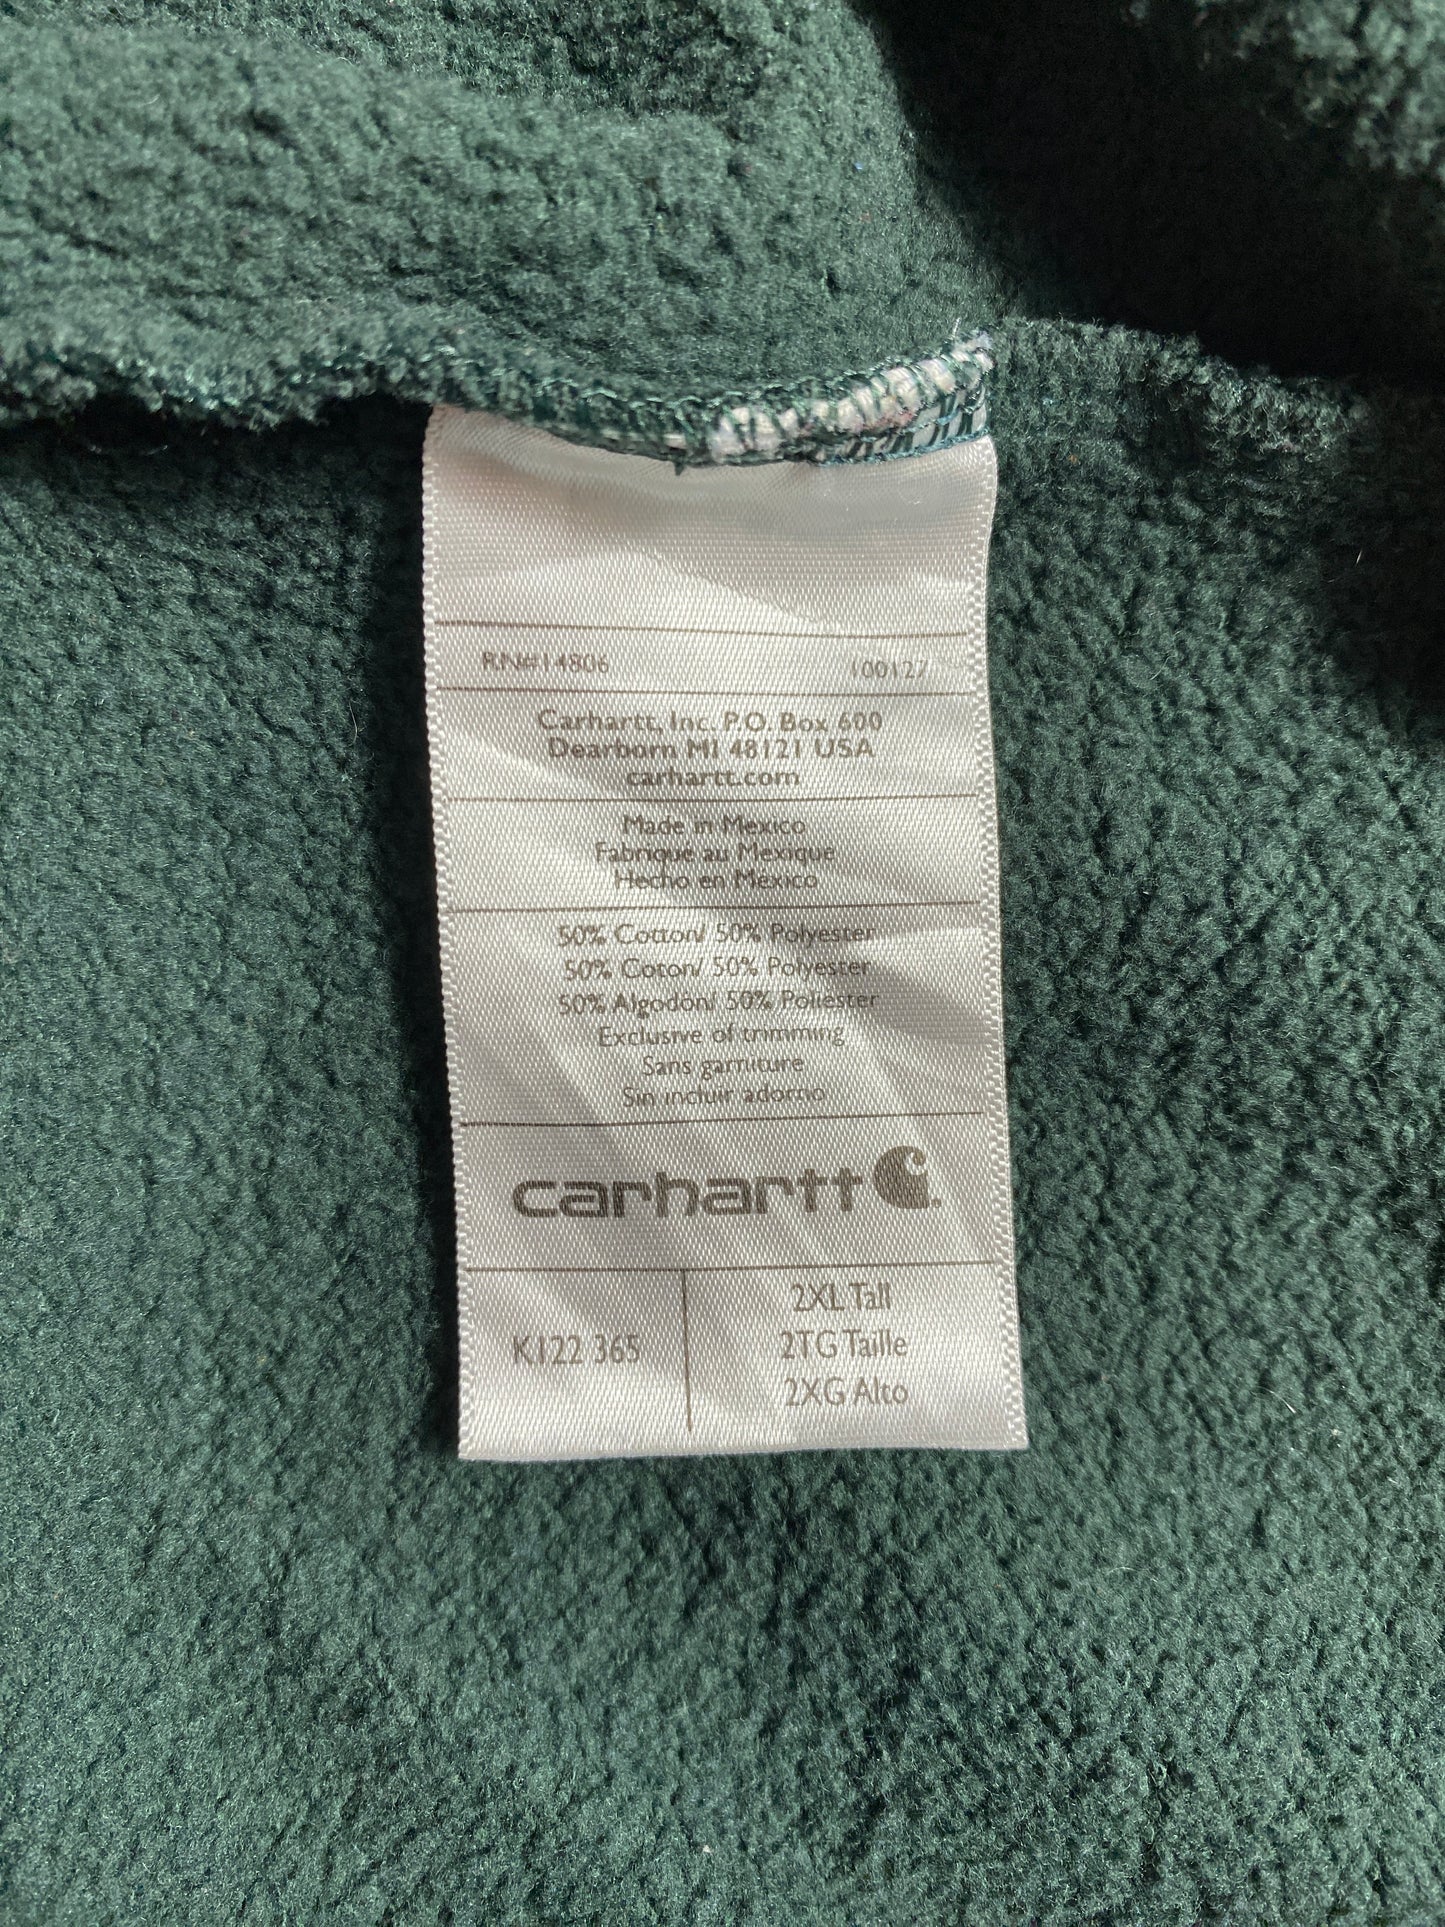 RN#14806 100127
Carhartt, Inc. P.O. Box 600
Dearborn MI 48121 USA
carhartt.com
Made in Mexico
Fabrique au Mexique
Hecho en Mexico
50% Cotton/ 50% Polyester
50% Coton/ 50% Polyester
50% Algodón/ 50% Poliester
Exclusive of trimming
Sans garniture
Sin incluir adorno
carhartt
K122 365
2XL Tall
2TG Taille
2XG Alto